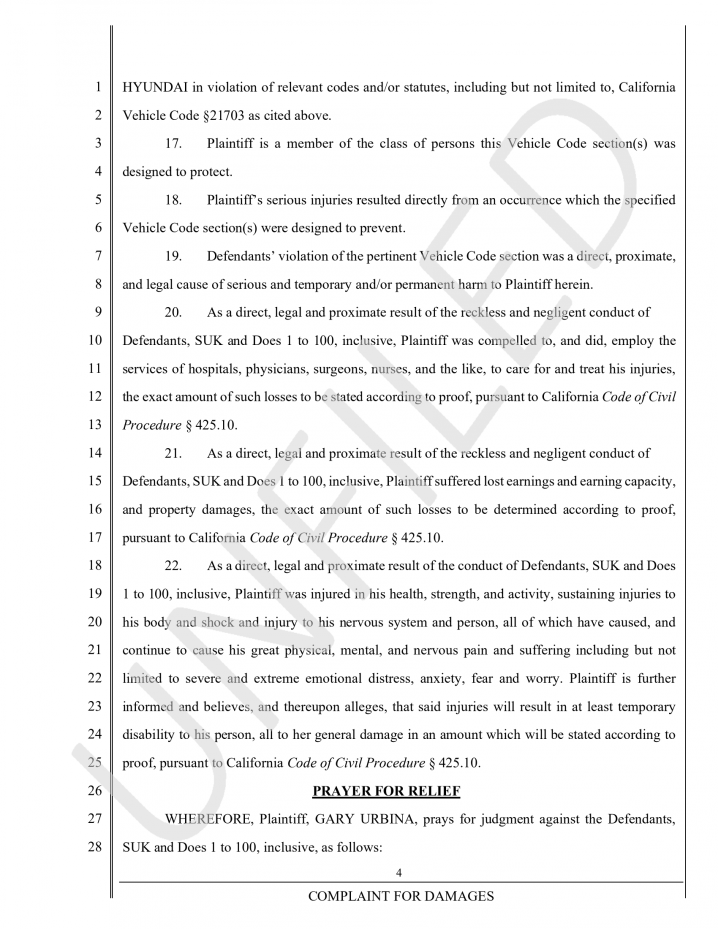 1 HYUNDAI in violation of relevant codes and/or statutes, including but not limited to, California
2 Vehicle Code §21703 as cited above.
3 17. Plaintiff is a member of the class of persons this Vehicle Code section(s) was
4 designed to protect.
5 18. Plaintiff's serious injuries resulted directly from an occurrence which the specified
6 Vehicle Code section(s) were designed to prevent.
7 19. Defendants' violation of the pertinent Vehicle Code section was a direct, proximate,
8 and legal cause of serious and temporary and/or permanent harm to Plaintiff herein.
9 20. As a direct, legal and proximate result of the reckless and negligent conduct of
10 Defendants, SUK and Does 1 to 100, inclusive, Plaintiff was compelled to, and did, employ the
11 services of hospitals, physicians, surgeons, nurses, and the like, to care for and treat his injuries,
12 the exact amount of such losses to be stated according to proof, pursuant to California Code of Civil
13 Procedure § 425.10.
14 21. As a direct, legal and proximate result of the reckless and negligent conduct of
15 Defendants, SUK and Does 1 to 100, inclusive, Plaintiff suffered lost earnings and earning capacity,
16 and property damages, the exact amount of such losses to be determined according to proof,
17 pursuant to California Code of Civil Procedure § 425.10.
18 22. As a direct, legal and proximate result of the conduct of Defendants, SUK and Does
19 1 to 100, inclusive, Plaintiff was injured in his health, strength, and activity, sustaining injuries to
20 his body and shock and injury to his nervous system and person, all of which have caused, and
21 continue to cause his great physical, mental, and nervous pain and suffering including but not
22 limited to severe and extreme emotional distress, anxiety, fear and worry. Plaintiff is further
23 informed and believes, and thereupon alleges, that said injuries will result in at least temporary
24 disability to his person, all to her general damage in an amount which will be stated according to
25 proof, pursuant to California Code of Civil Procedure § 425.10.
26 PRAYER FOR RELIEF
27 WHEREFORE, Plaintiff, GARY URBINA, prays for judgment against the Defendants,
28 SUK and Does 1 to 100, inclusive, as follows:
4
COMPLAINT FOR DAMAGES
UNFILED